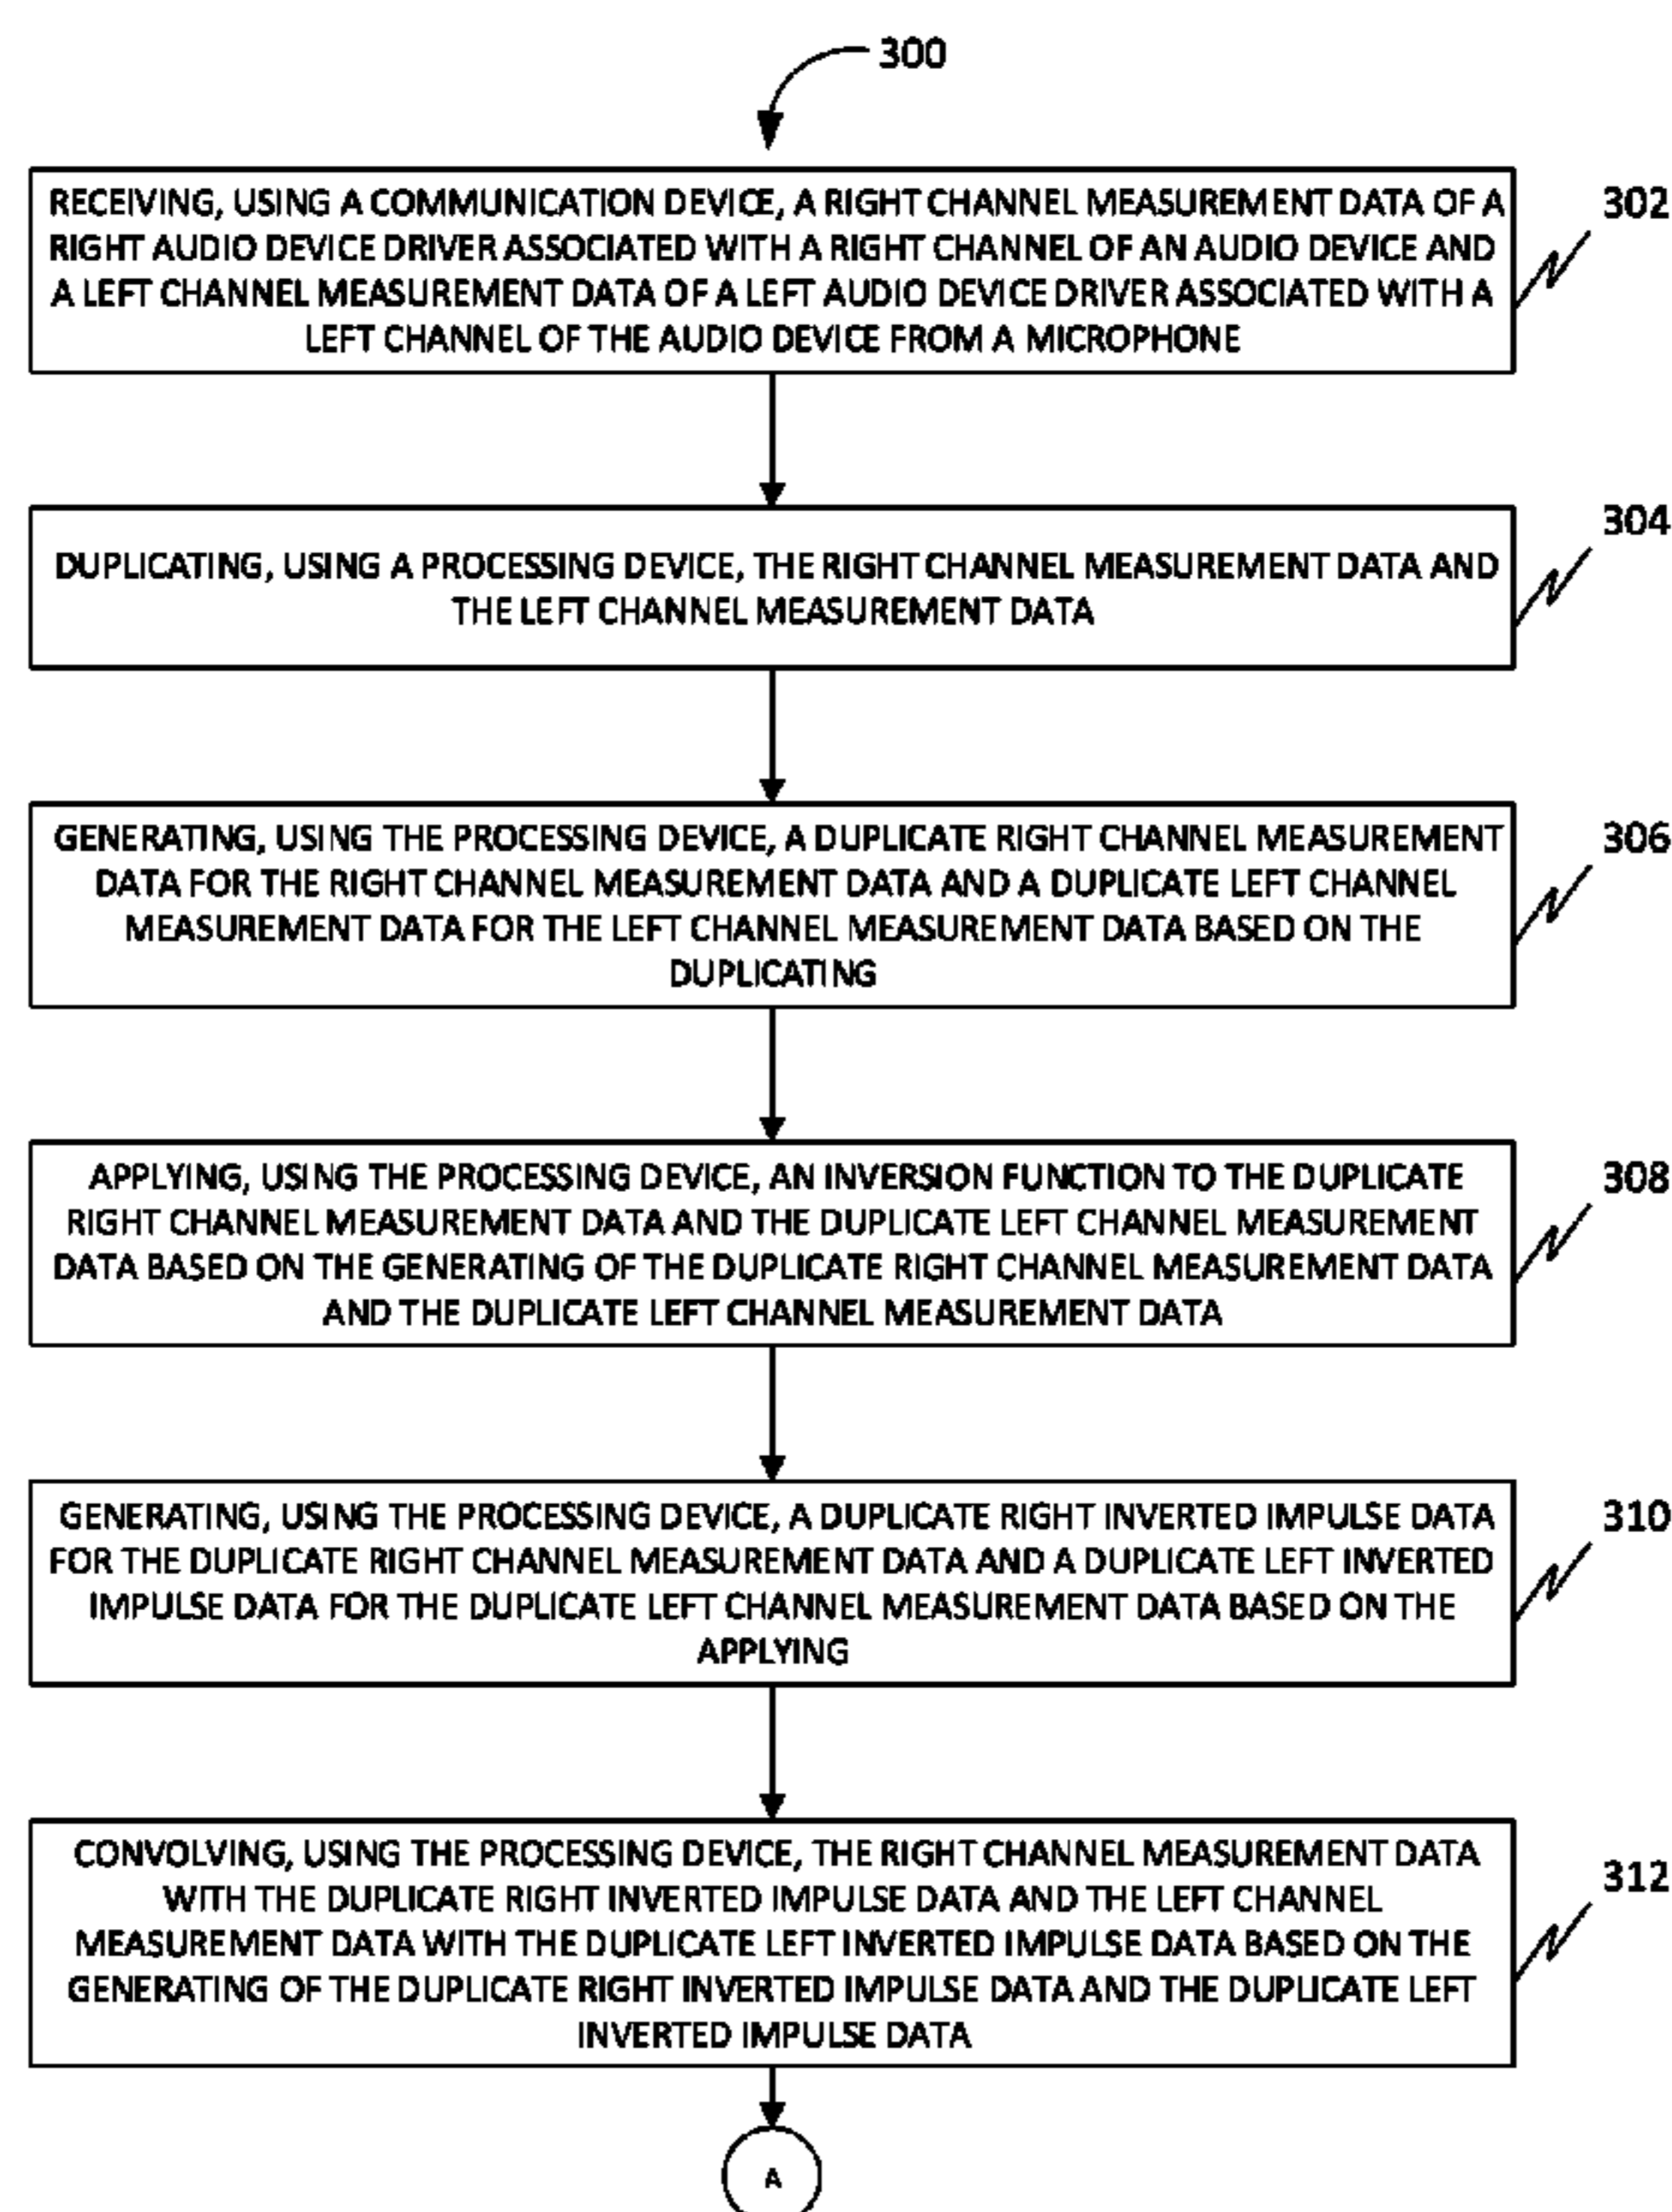 300
RECEIVING, USING A COMMUNICATION DEVICE, A RIGHT CHANNEL MEASUREMENT DATA OF A
RIGHT AUDIO DEVICE DRIVER ASSOCIATED WITH A RIGHT CHANNEL OF AN AUDIO DEVICE AND
A LEFT CHANNEL MEASUREMENT DATA OF A LEFT AUDIO DEVICE DRIVER ASSOCIATED WITH A
LEFT CHANNEL OF THE AUDIO DEVICE FROM A MICROPHONE
302
DUPLICATING, USING A PROCESSING DEVICE, THE RIGHT CHANNEL MEASUREMENT DATA AND
THE LEFT CHANNEL MEASUREMENT DATA
304
GENERATING, USING THE PROCESSING DEVICE, A DUPLICATE RIGHT CHANNEL MEASUREMENT
DATA FOR THE RIGHT CHANNEL MEASUREMENT DATA AND A DUPLICATE LEFT CHANNEL
MEASUREMENT DATA FOR THE LEFT CHANNEL MEASUREMENT DATA BASED ON THE
DUPLICATING
306
APPLYING, USING THE PROCESSING DEVICE, AN INVERSION FUNCTION TO THE DUPLICATE
RIGHT CHANNEL MEASUREMENT DATA AND THE DUPLICATE LEFT CHANNEL MEASUREMENT
DATA BASED ON THE GENERATING OF THE DUPLICATE RIGHT CHANNEL MEASUREMENT DATA
AND THE DUPLICATE LEFT CHANNEL MEASUREMENT DATA
308
GENERATING, USING THE PROCESSING DEVICE, A DUPLICATE RIGHT INVERTED IMPULSE DATA
FOR THE DUPLICATE RIGHT CHANNEL MEASUREMENT DATA AND A DUPLICATE LEFT INVERTED
IMPULSE DATA FOR THE DUPLICATE LEFT CHANNEL MEASUREMENT DATA BASED ON THE
APPLYING
310
CONVOLVING, USING THE PROCESSING DEVICE, THE RIGHT CHANNEL MEASUREMENT DATA
WITH THE DUPLICATE RIGHT INVERTED IMPULSE DATA AND THE LEFT CHANNEL
MEASUREMENT DATA WITH THE DUPLICATE LEFT INVERTED IMPULSE DATA BASED ON THE
GENERATING OF THE DUPLICATE RIGHT INVERTED IMPULSE DATA AND THE DUPLICATE LEFT
INVERTED IMPULSE DATA
312
A